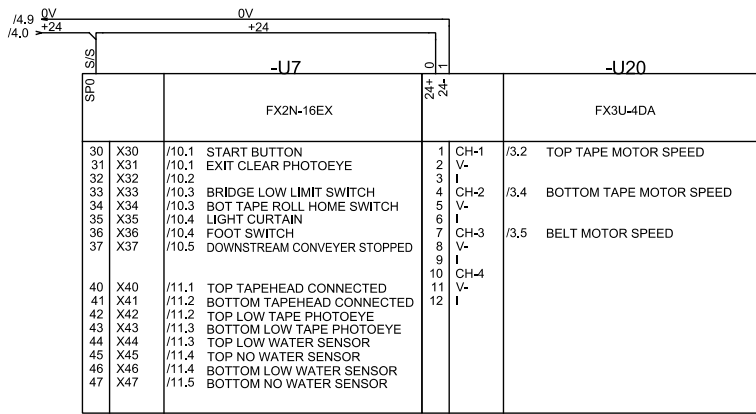 /4.9 0V 0V
/4.0 +24 +24
-U7 -U20
SP0 S/S 24+ 0
24- 1
FX2N-16EX FX3U-4DA
30 X30 /10.1 START BUTTON 1 CH-1 /3.2 TOP TAPE MOTOR SPEED
31 X31 /10.1 EXIT CLEAR PHOTOEYE 2 V-
32 X32 /10.2 3 I
33 X33 /10.3 BRIDGE LOW LIMIT SWITCH 4 CH-2 /3.4 BOTTOM TAPE MOTOR SPEED
34 X34 /10.3 BOT TAPE ROLL HOME SWITCH 5 V-
35 X35 /10.4 LIGHT CURTAIN 6 I
36 X36 /10.4 FOOT SWITCH 7 CH-3 /3.5 BELT MOTOR SPEED
37 X37 /10.5 DOWNSTREAM CONVEYER STOPPED 8 V-
9 I
10 CH-4
40 X40 /11.1 TOP TAPEHEAD CONNECTED 11 V-
41 X41 /11.2 BOTTOM TAPEHEAD CONNECTED 12 I
42 X42 /11.2 TOP LOW TAPE PHOTOEYE
43 X43 /11.3 BOTTOM LOW TAPE PHOTOEYE
44 X44 /11.3 TOP LOW WATER SENSOR
45 X45 /11.4 TOP NO WATER SENSOR
46 X46 /11.4 BOTTOM LOW WATER SENSOR
47 X47 /11.5 BOTTOM NO WATER SENSOR